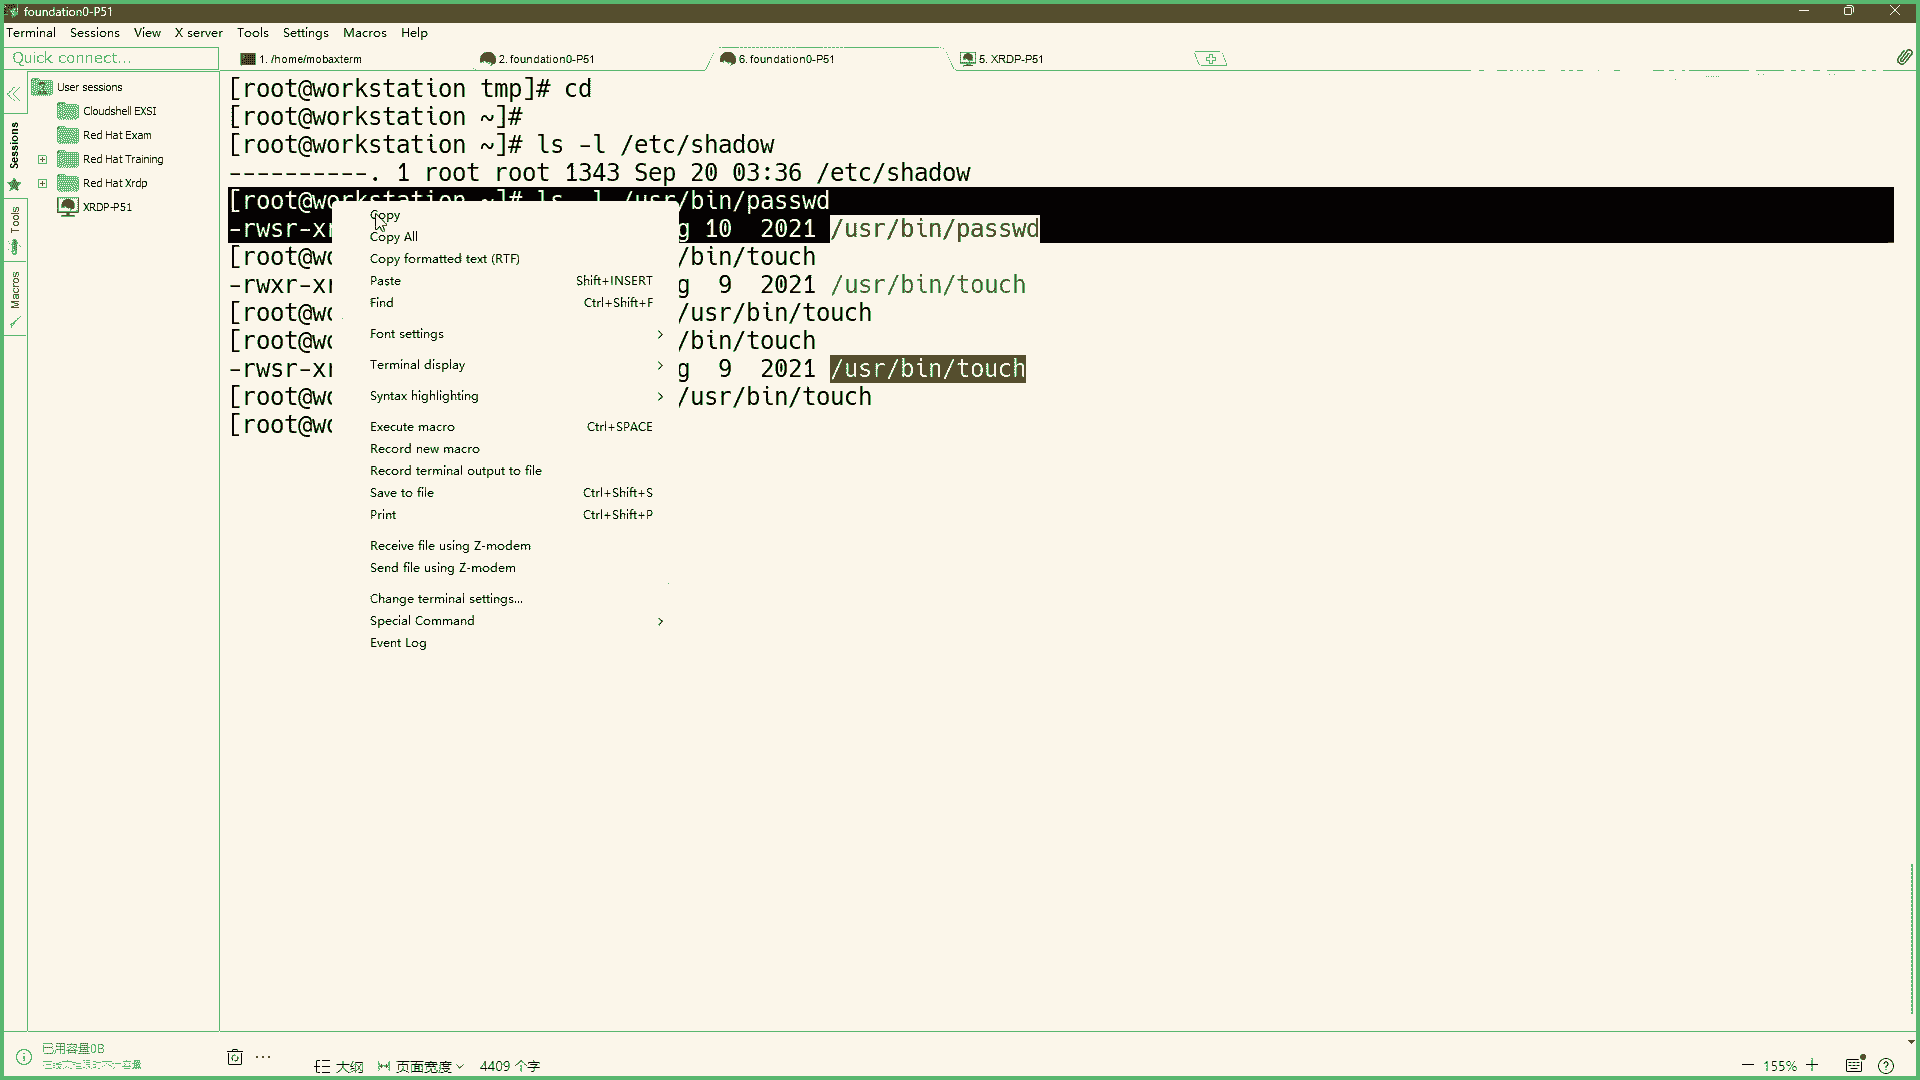 foundation0-P51
Terminal Sessions View X server Tools Settings Macros Help
Quick connect...
1. /home/mobaxterm
2. foundation0-P51
6. foundation0-P51
5. XRDP-P51
Sessions
Tools
Macros
User sessions
Cloudshell EXSI
Red Hat Exam
Red Hat Training
Red Hat Xrdp
XRDP-P51
[root@workstation tmp]# cd
[root@workstation ~]#
[root@workstation ~]# ls -l /etc/shadow
----------. 1 root root 1343 Sep 20 03:36 /etc/shadow
[root@workstation ~]# ls -l /usr/bin/passwd
-rwsr-xr g 10 2021 /usr/bin/passwd
[root@wo /bin/touch
-rwxr-xr g 9 2021 /usr/bin/touch
[root@wo /usr/bin/touch
[root@wo /bin/touch
-rwsr-xr g 9 2021 /usr/bin/touch
[root@wo /usr/bin/touch
[root@wo
Copy
Copy All
Copy formatted text (RTF)
Paste Shift+INSERT
Find Ctrl+Shift+F
Font settings
Terminal display
Syntax highlighting
Execute macro Ctrl+SPACE
Record new macro
Record terminal output to file
Save to file Ctrl+Shift+S
Print Ctrl+Shift+P
Receive file using Z-modem
Send file using Z-modem
Change terminal settings...
Special Command
Event Log
已用容量0B
大纲 页面宽度 4409 个字
155%